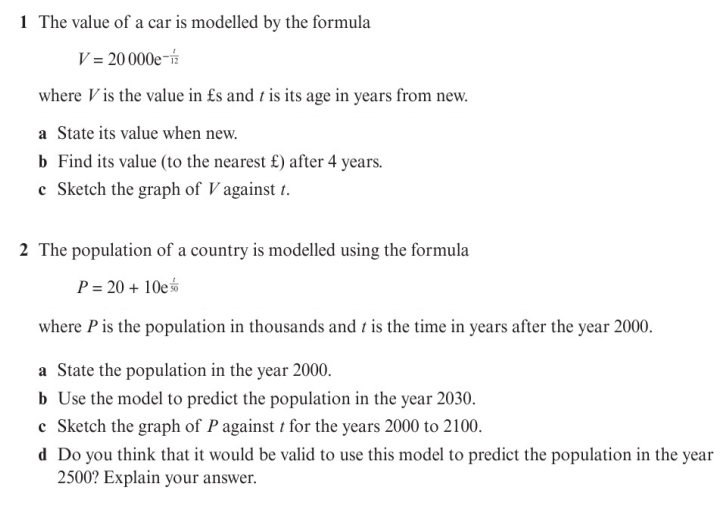 1 The value of a car is modelled by the formula
V = 20 000e^{-\frac{t}{12}}
where V is the value in £s and t is its age in years from new.
a State its value when new.
b Find its value (to the nearest £) after 4 years.
c Sketch the graph of V against t.
2 The population of a country is modelled using the formula
P = 20 + 10e^{\frac{t}{50}}
where P is the population in thousands and t is the time in years after the year 2000.
a State the population in the year 2000.
b Use the model to predict the population in the year 2030.
c Sketch the graph of P against t for the years 2000 to 2100.
d Do you think that it would be valid to use this model to predict the population in the year
2500? Explain your answer.